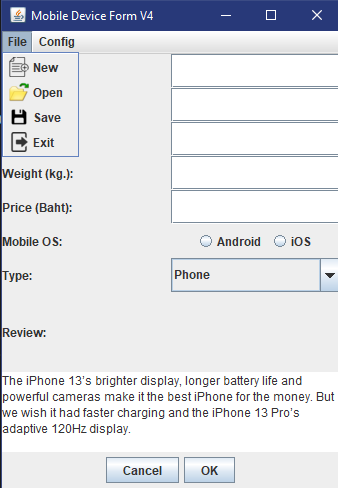 Mobile Device Form V4
File Config
New
Open
Save
Exit
Weight (kg.):
Price (Baht):
Mobile OS: Android iOS
Type: Phone
Review:
The iPhone 13's brighter display, longer battery life and
powerful cameras make it the best iPhone for the money. But
we wish it had faster charging and the iPhone 13 Pro's
adaptive 120Hz display.
Cancel OK